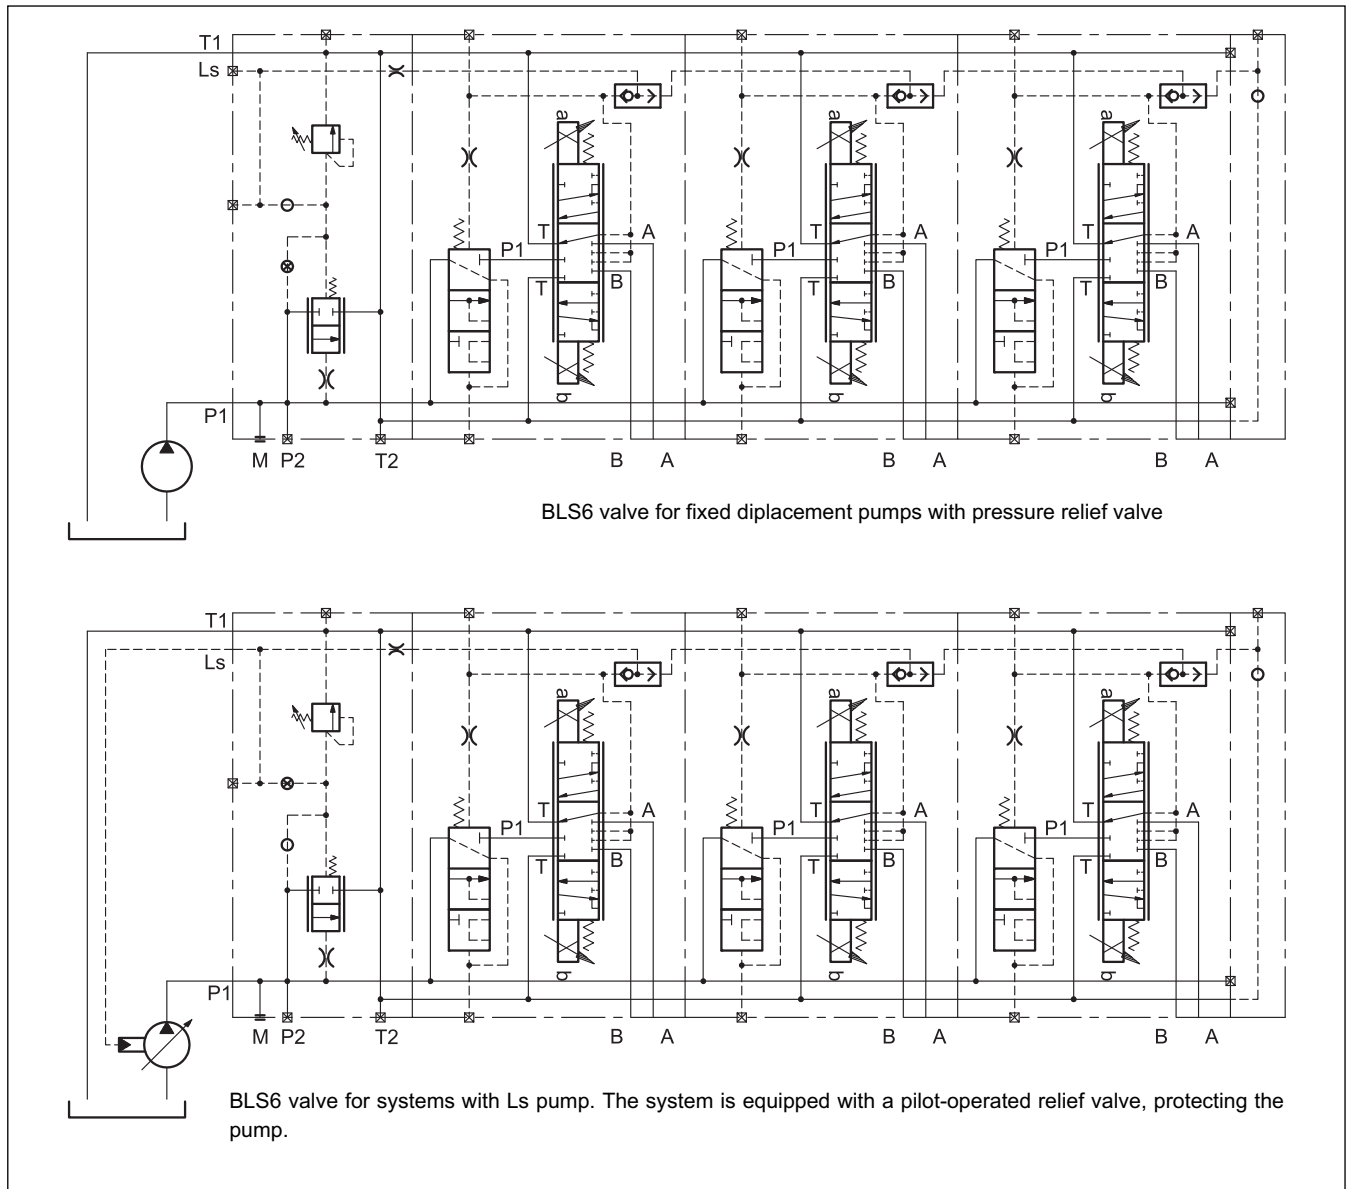 T1
Ls
a
a
a
T
P1
A
T
P1
A
T
P1
A
T
B
T
B
T
B
b
b
b
P1
M P2 T2 B A B A B A
BLS6 valve for fixed diplacement pumps with pressure relief valve
T1
Ls
a
a
a
T
P1
A
T
P1
A
T
P1
A
T
B
T
B
T
B
b
b
b
P1
M P2 T2 B A B A B A
BLS6 valve for systems with Ls pump. The system is equipped with a pilot-operated relief valve, protecting the
pump.